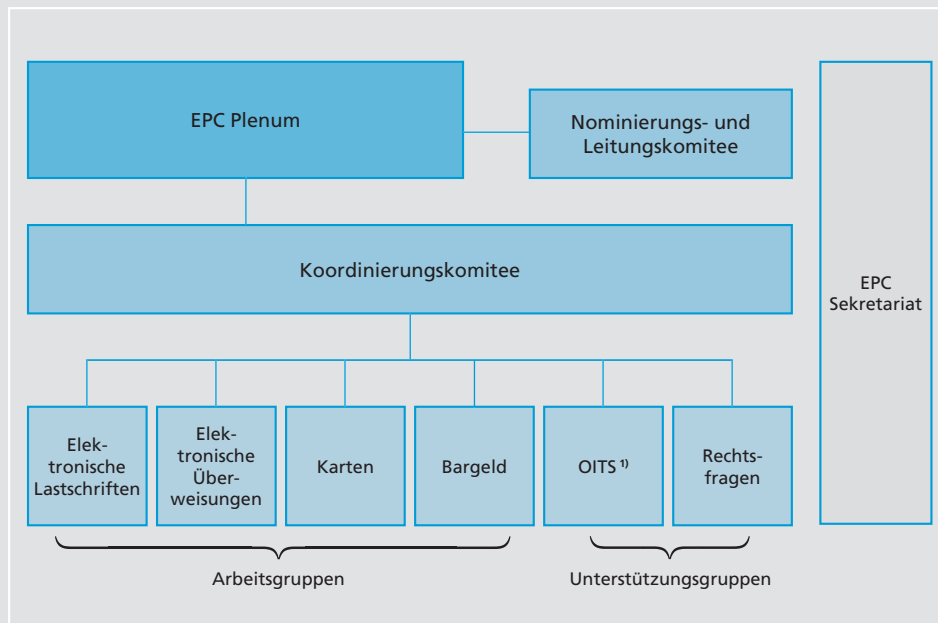 EPC Plenum
Nominierungs- und
Leitungskomitee
Koordinierungskomitee
EPC
Sekretariat
Elek-
tronische
Lastschriften
Elek-
tronische
Über-
weisungen
Karten
Bargeld
OITS 1)
Rechts-
fragen
Arbeitsgruppen
Unterstützungsgruppen